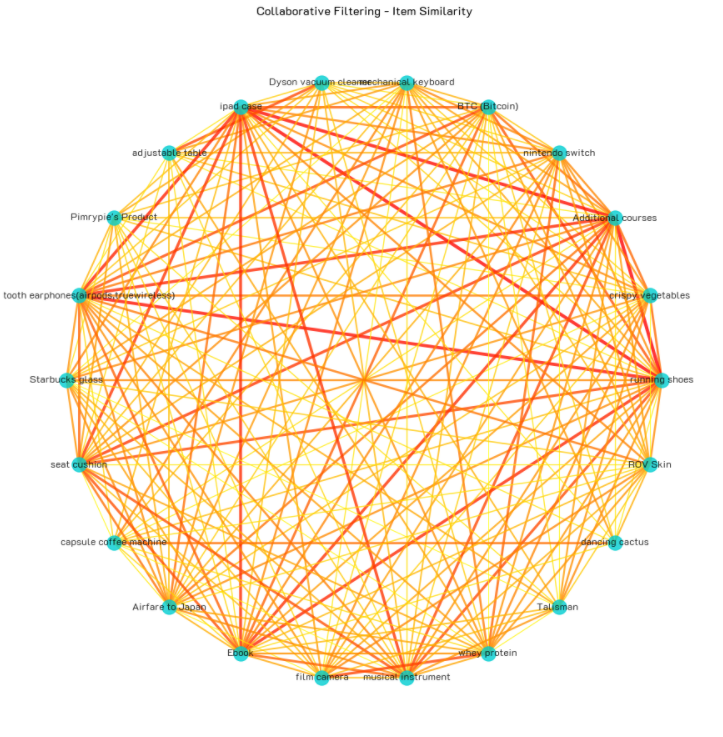 Collaborative Filtering - Item Similarity
Dyson vacuum cleaner
mechanical keyboard
ipad case
BTC (Bitcoin)
adjustable table
nintendo switch
Pimrypie's Product
Additional courses
tooth earphones(airpods,truewireless)
crispy vegetables
Starbucks glass
running shoes
seat cushion
ROV Skin
capsule coffee machine
dancing cactus
Airfare to Japan
Talisman
Ebook
whey protein
film camera
musical instrument